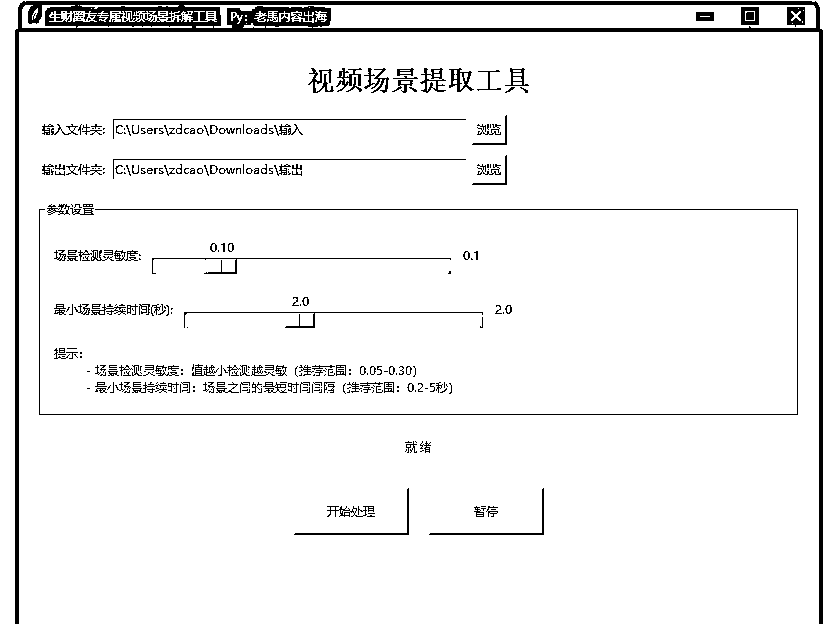 生财圈友专属视频场景拆解工具 Py：老馬内容出海
视频场景提取工具
输入文件夹: C:\Users\zdcao\Downloads\输入 浏览
输出文件夹: C:\Users\zdcao\Downloads\输出 浏览
参数设置
0.10
场景检测灵敏度: 0.1
2.0
最小场景持续时间(秒): 2.0
提示：
- 场景检测灵敏度：值越小检测越灵敏（推荐范围：0.05-0.30）
- 最小场景持续时间：场景之间的最短时间间隔（推荐范围：0.2-5秒）
就绪
开始处理 暂停